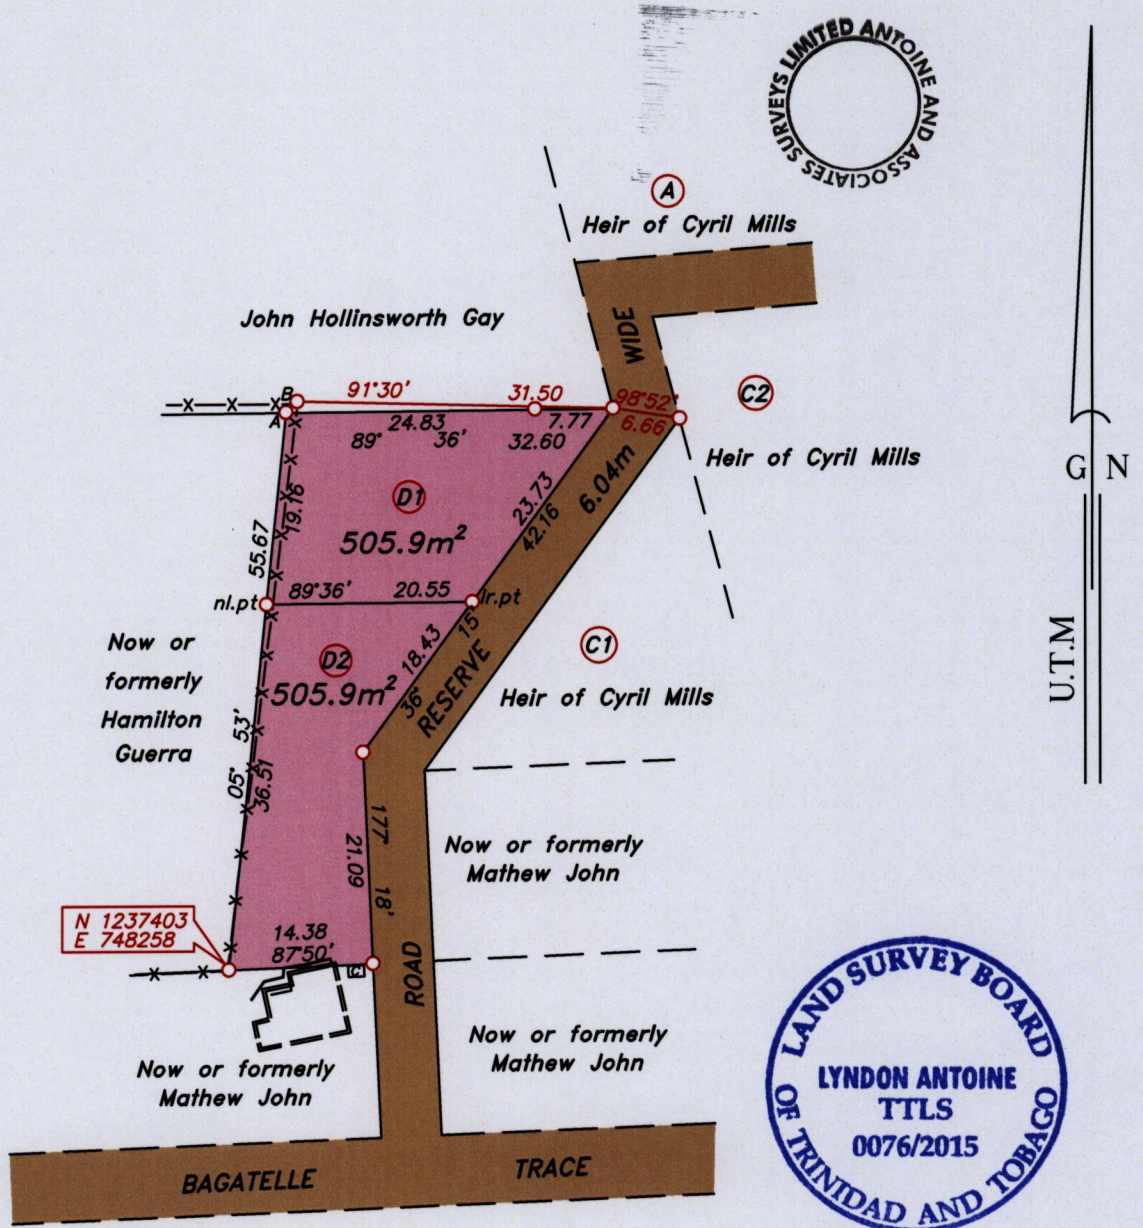 ANTOINE AND ASSOCIATES SURVEYS LIMITED
A
Heir of Cyril Mills
John Hollinsworth Gay
WIDE
B
91°30'
31.50
98°52'
6.66
C2
A
24.83
7.77
89° 36'
32.60
Heir of Cyril Mills
G N
6.04m
D1
19.16
23.73
42.16
505.9m²
55.67
nl.pt
89°36'
20.55
Ir.pt
15'
Now or
formerly
Hamilton
Guerra
D2
18.43
C1
505.9m²
36°
RESERVE
Heir of Cyril Mills
U.T.M
53'
05°
36.51
177
21.09
18'
Now or formerly
Mathew John
N 1237403
E 748258
14.38
87°50'
C
ROAD
Now or formerly
Mathew John
Now or formerly
Mathew John
LAND SURVEY BOARD
LYNDON ANTOINE
TTLS
0076/2015
OF TRINIDAD AND TOBAGO
BAGATELLE TRACE